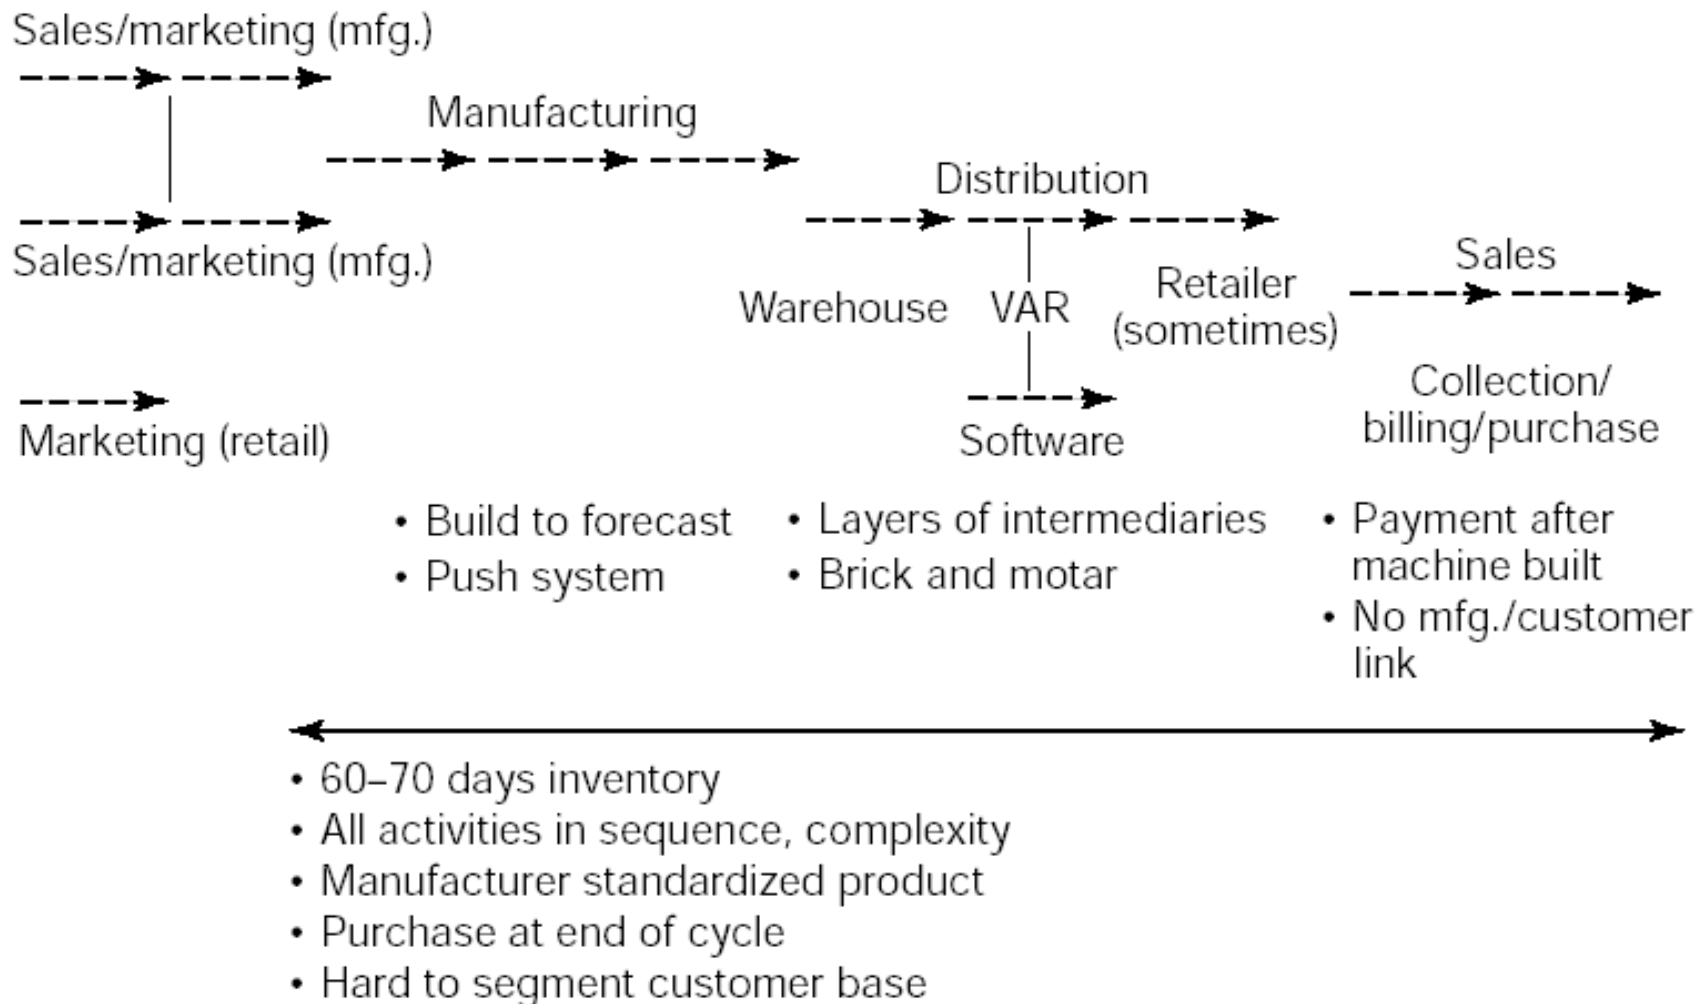 Sales/marketing (mfg.)
Manufacturing
Distribution
Sales/marketing (mfg.)
Sales
Warehouse
VAR
Retailer
(sometimes)
Collection/
billing/purchase
Marketing (retail)
Software
• Build to forecast
• Push system
• Layers of intermediaries
• Brick and motar
• Payment after
machine built
• No mfg./customer
link
• 60–70 days inventory
• All activities in sequence, complexity
• Manufacturer standardized product
• Purchase at end of cycle
• Hard to segment customer base